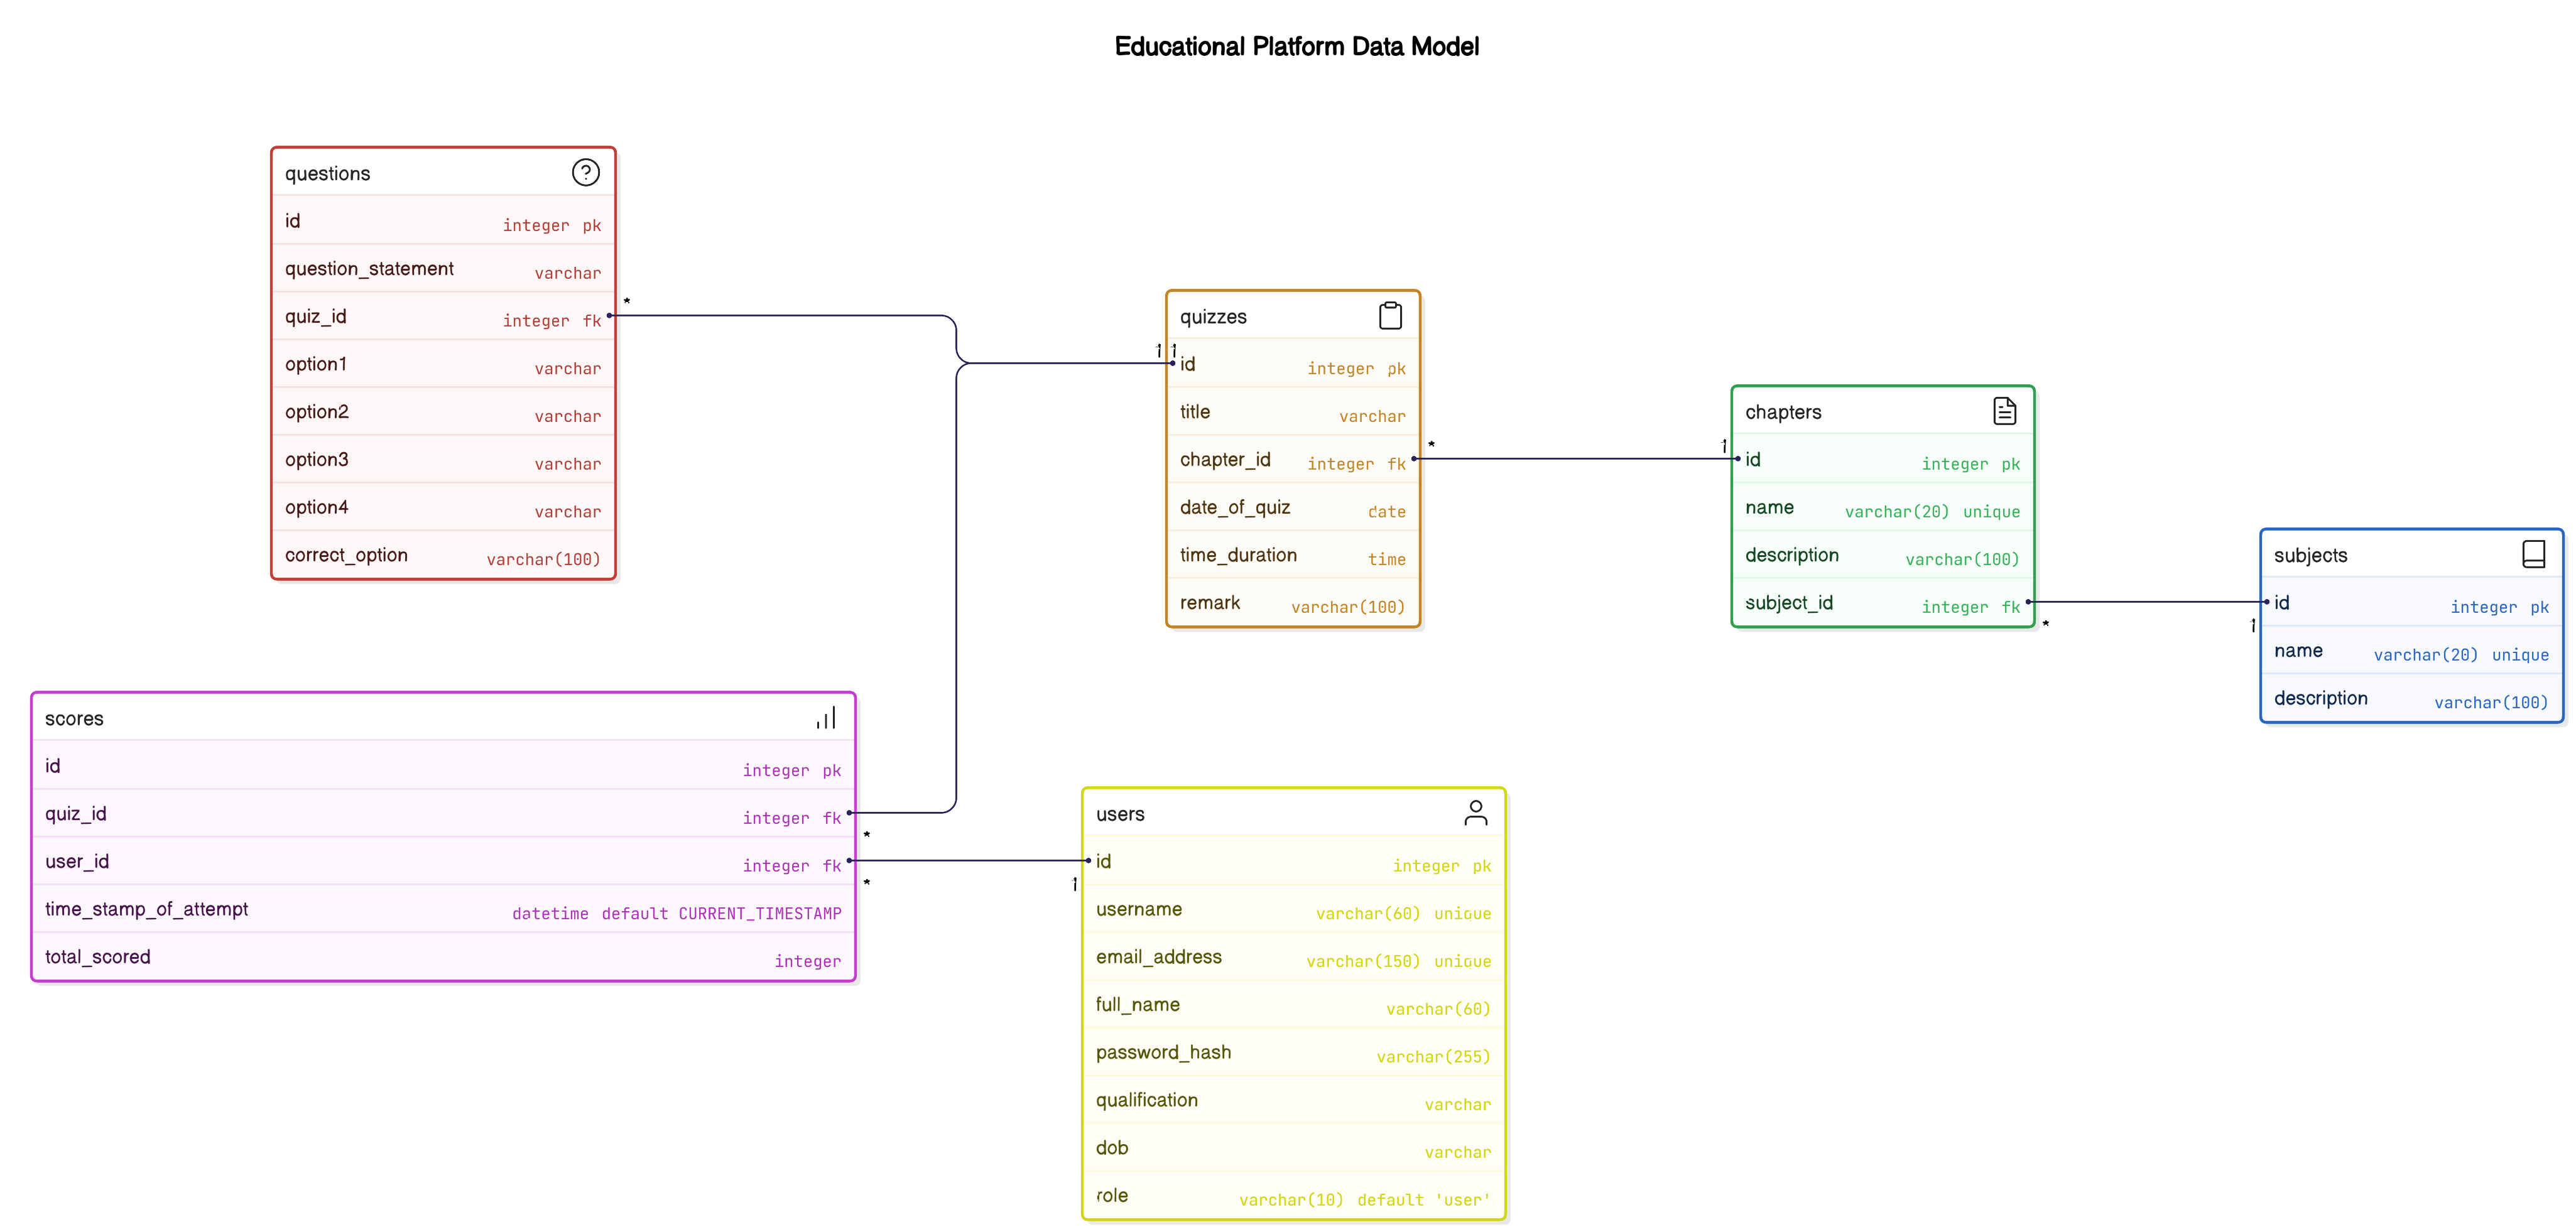 Educational Platform Data Model
questions
id integer pk
question_statement varchar
quiz_id integer fk
option1 varchar
option2 varchar
option3 varchar
option4 varchar
correct_option varchar(100)
*
1 1
quizzes
id integer pk
title varchar
chapter_id integer fk
date_of_quiz date
time_duration time
remark varchar(100)
*
1
chapters
id integer pk
name varchar(20) unique
description varchar(100)
subject_id integer fk
*
1
subjects
id integer pk
name varchar(20) unique
description varchar(100)
scores
id integer pk
quiz_id integer fk
user_id integer fk
time_stamp_of_attempt datetime default CURRENT_TIMESTAMP
total_scored integer
*
*
1
users
id integer pk
username varchar(60) unique
email_address varchar(150) unique
full_name varchar(60)
password_hash varchar(255)
qualification varchar
dob varchar
role varchar(10) default 'user'